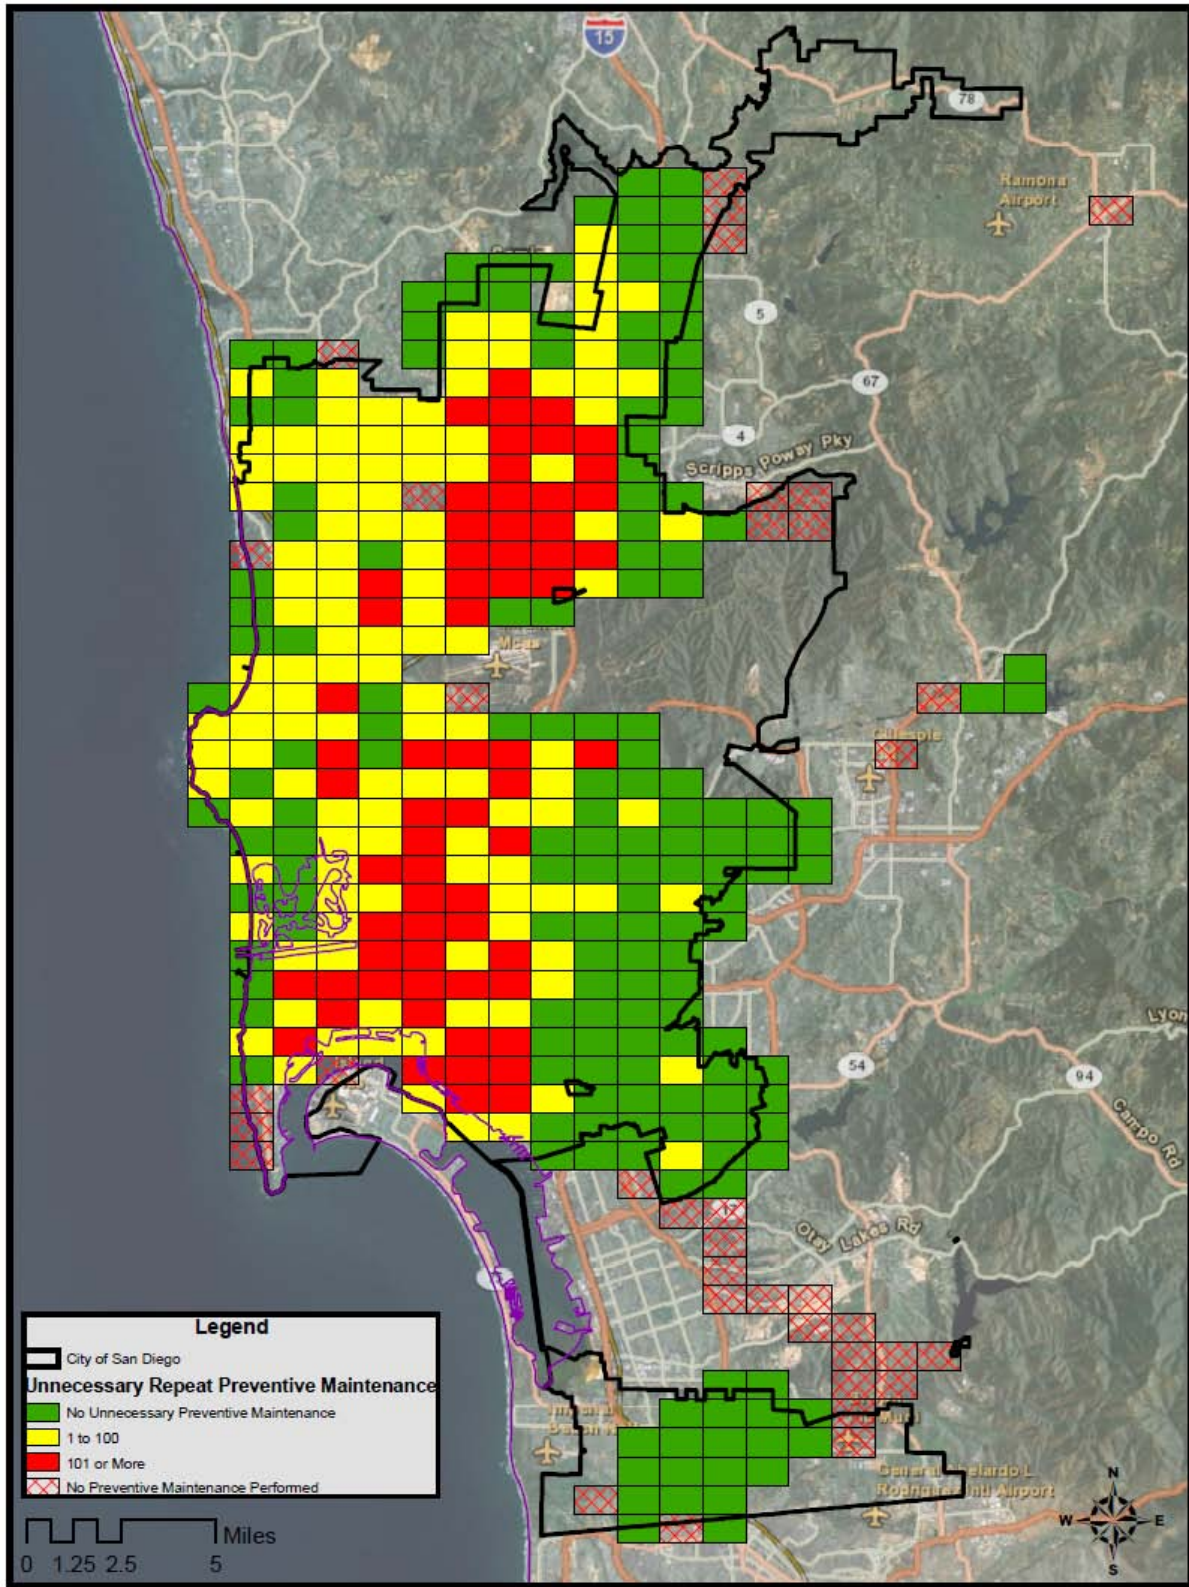 15
78
Ramona
Airport
5
67
4
Scripps Poway Pky
Mcas
Gillespie
Lyon
54
94
Campo Rd
Otay Lakes Rd
Legend
City of San Diego
Unnecessary Repeat Preventive Maintenance
No Unnecessary Preventive Maintenance
1 to 100
101 or More
No Preventive Maintenance Performed
Miles
0 1.25 2.5 5
N
W E
S